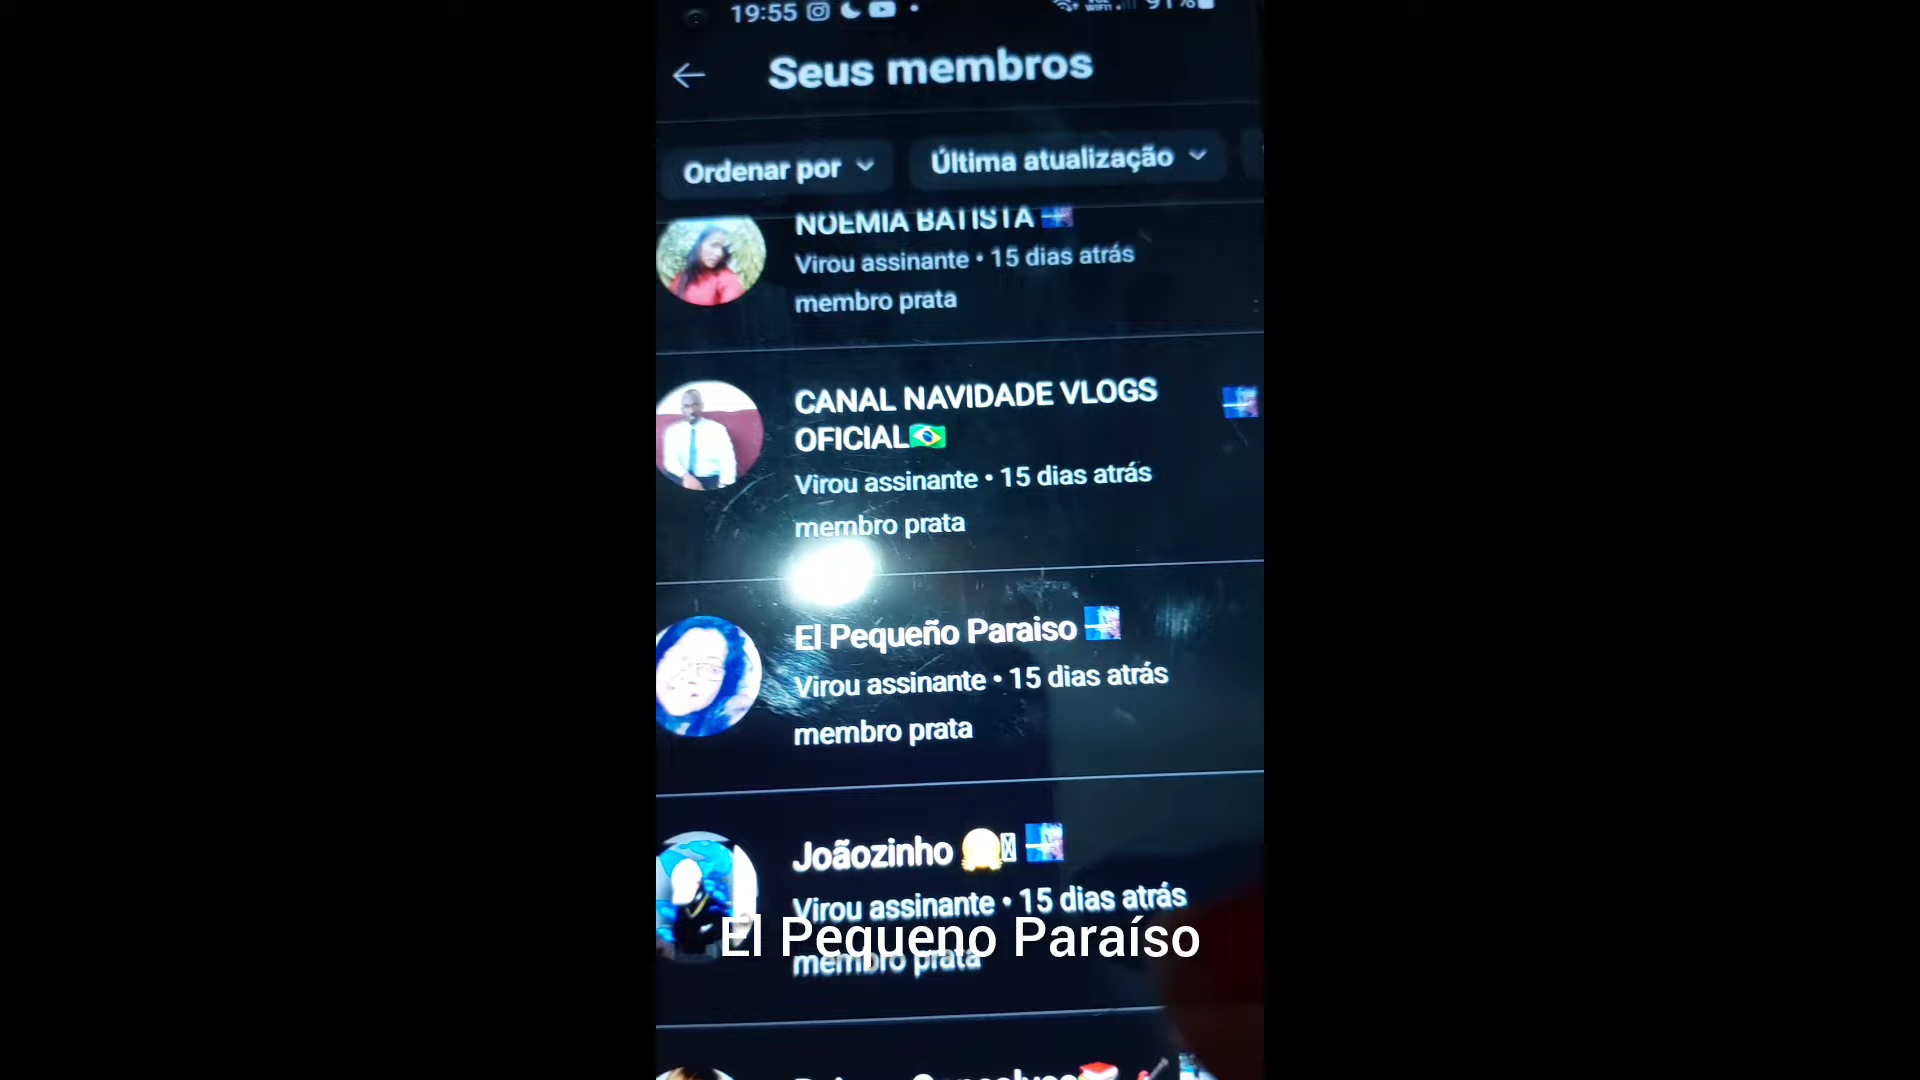 19:55
Seus membros
Ordenar por
Última atualização
NOEMIA BATISTA
Virou assinante • 15 dias atrás
membro prata
CANAL NAVIDADE VLOGS
OFICIAL
Virou assinante • 15 dias atrás
membro prata
El Pequeño Paraiso
Virou assinante • 15 dias atrás
membro prata
Joãozinho
Virou assinante • 15 dias atrás
El Pequeno Paraíso
membro prata